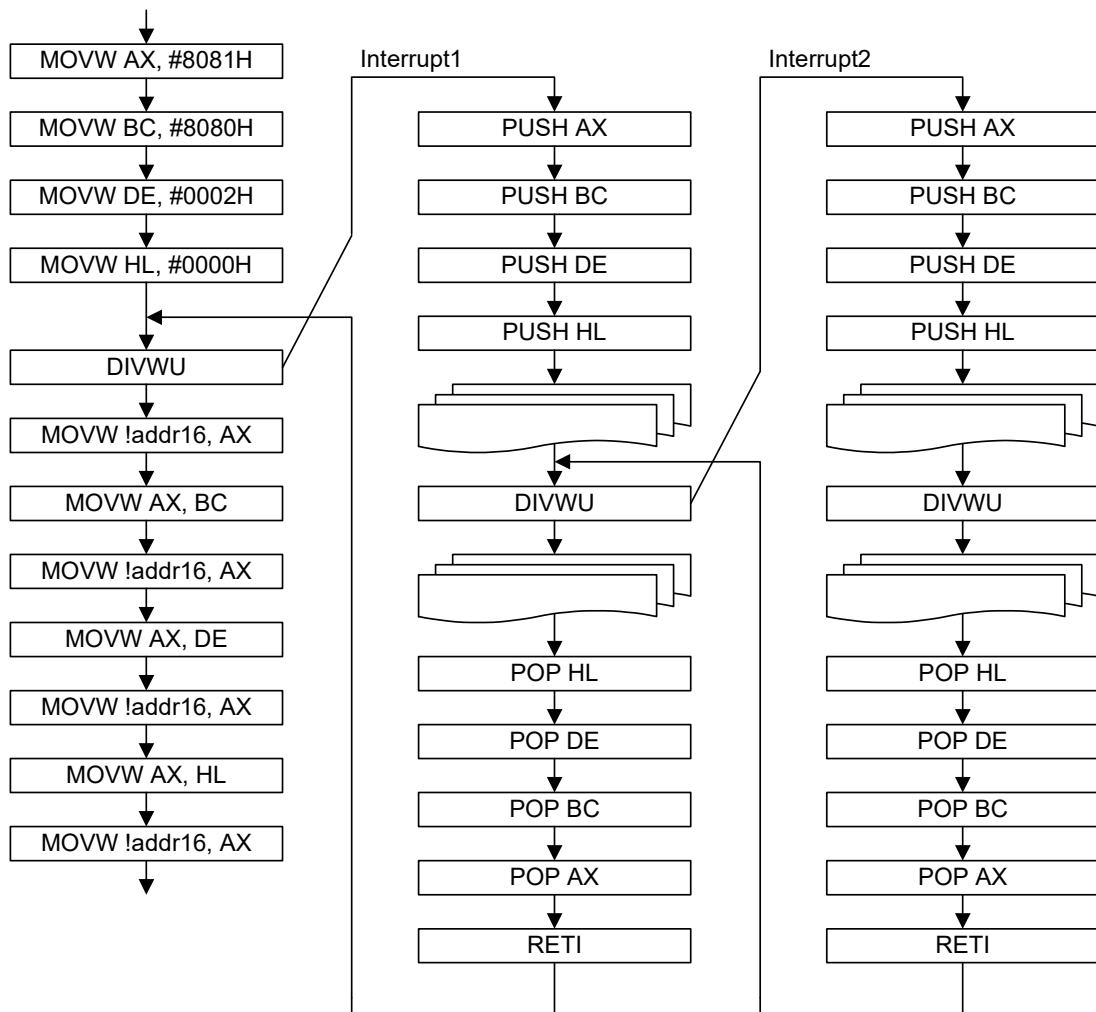 MOVW AX, #8081H
MOVW BC, #8080H
MOVW DE, #0002H
MOVW HL, #0000H
DIVWU
MOVW !addr16, AX
MOVW AX, BC
MOVW !addr16, AX
MOVW AX, DE
MOVW !addr16, AX
MOVW AX, HL
MOVW !addr16, AX
Interrupt1
PUSH AX
PUSH BC
PUSH DE
PUSH HL
DIVWU
POP HL
POP DE
POP BC
POP AX
RETI
Interrupt2
PUSH AX
PUSH BC
PUSH DE
PUSH HL
DIVWU
POP HL
POP DE
POP BC
POP AX
RETI